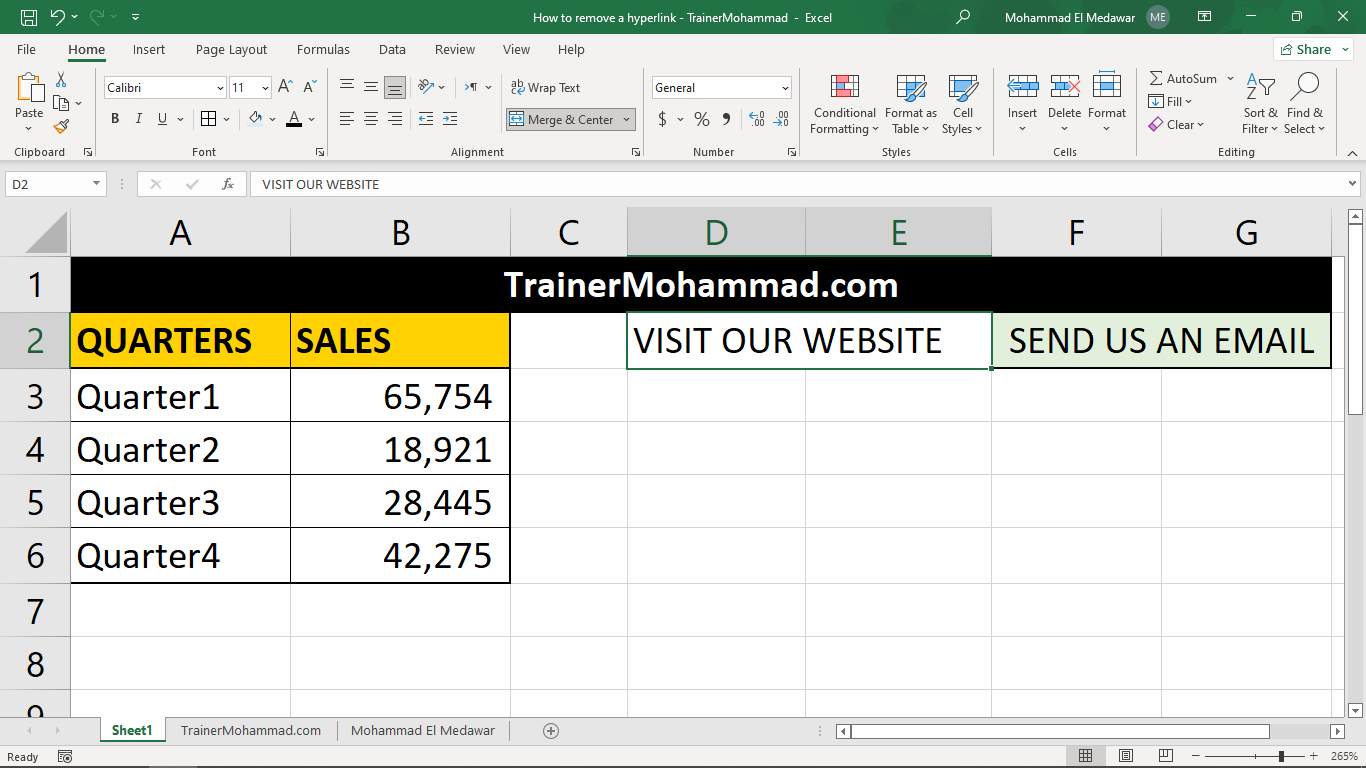 How to remove a hyperlink - TrainerMohammad - Excel
Mohammad El Medawar ME
File Home Insert Page Layout Formulas Data Review View Help Share
Calibri 11 Wrap Text General AutoSum
Paste Conditional Formatting Format as Table Cell Styles Insert Delete Format Fill Sort & Filter Find & Select
B I U Merge & Center $ % Clear
Clipboard Font Alignment Number Styles Cells Editing
D2 fx VISIT OUR WEBSITE
A B C D E F G
1 TrainerMohammad.com
2 QUARTERS SALES VISIT OUR WEBSITE SEND US AN EMAIL
3 Quarter1 65,754
4 Quarter2 18,921
5 Quarter3 28,445
6 Quarter4 42,275
7
8
9
Sheet1 TrainerMohammad.com Mohammad El Medawar
Ready 265%